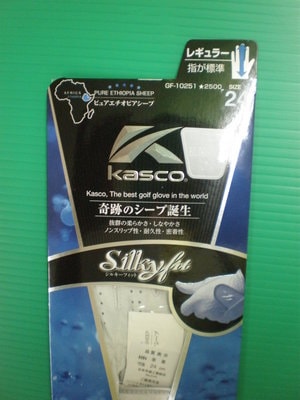 レギュラー
指が標準
AFRICA
PURE ETHIOPIA SHEEP
ピュアエチオピアシープ
GF-10251 ★2500 SIZE
24
Kasco
Kasco, The best golf glove in the world
奇跡のシープ誕生
抜群の柔らかさ・しなやかさ
ノンスリップ性・耐久性・密着性
Silky fit
シルキーフィット